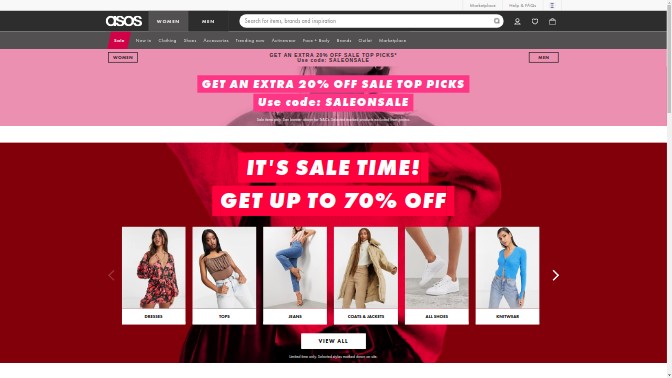 Marketplace
Help & FAQs
asos
WOMEN
MEN
Search for items, brands and inspiration
Sale
New in
Clothing
Shoes
Accessories
Trending now
Activewear
Face + Body
Brands
Outlet
Marketplace
WOMEN
GET AN EXTRA 20% OFF SALE TOP PICKS*
Use code: SALEONSALE
MEN
GET AN EXTRA 20% OFF SALE TOP PICKS
Use code: SALEONSALE
IT'S SALE TIME!
GET UP TO 70% OFF
DRESSES
TOPS
JEANS
COATS & JACKETS
ALL SHOES
KNITWEAR
VIEW ALL
Limited time only. Selected styles marked down on site.